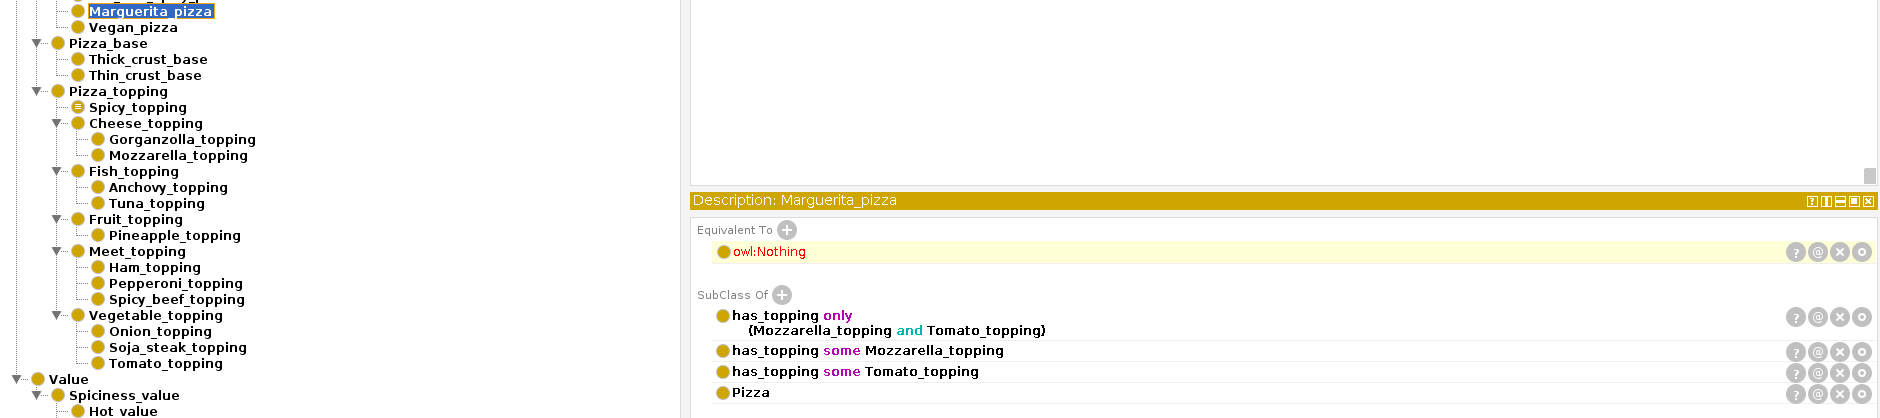 Marguerita_pizza
Vegan_pizza
Pizza_base
Thick_crust_base
Thin_crust_base
Pizza_topping
Spicy_topping
Cheese_topping
Gorganzolla_topping
Mozzarella_topping
Fish_topping
Anchovy_topping
Tuna_topping
Fruit_topping
Pineapple_topping
Meet_topping
Ham_topping
Pepperoni_topping
Spicy_beef_topping
Vegetable_topping
Onion_topping
Soja_steak_topping
Tomato_topping
Value
Spiciness_value
Hot_value
Description: Marguerita_pizza
Equivalent To
owl:Nothing
SubClass Of
has_topping only
{Mozzarella_topping and Tomato_topping}
has_topping some Mozzarella_topping
has_topping some Tomato_topping
Pizza